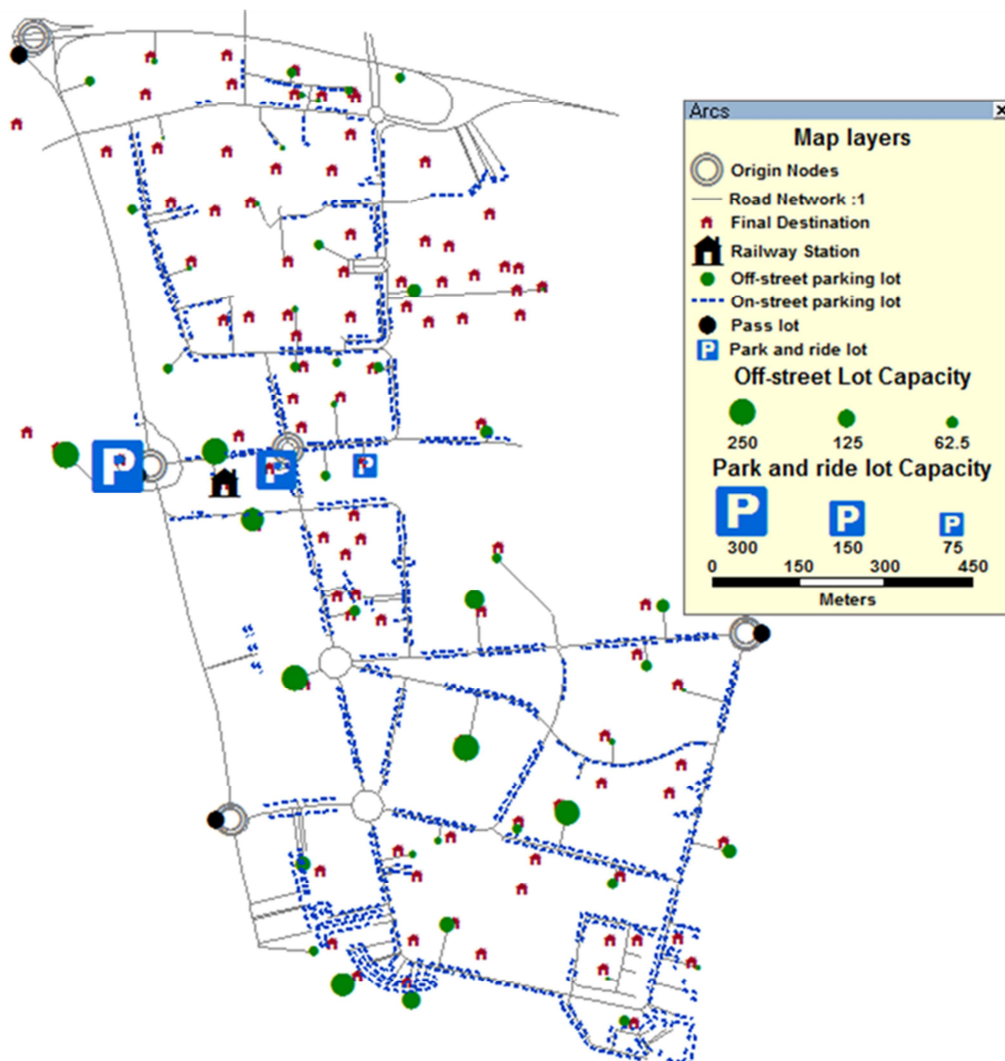 Arcs x
Map layers
Origin Nodes
Road Network :1
Final Destination
Railway Station
Off-street parking lot
On-street parking lot
Pass lot
P Park and ride lot
Off-street Lot Capacity
250 125 62.5
Park and ride lot Capacity
P P P
300 150 75
0 150 300 450
Meters
P P P